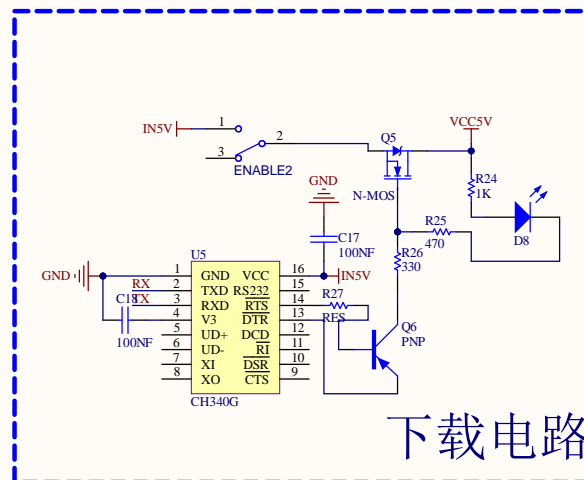 VCC5V
IN5V
1
2
3
ENABLE2
Q5
N-MOS
R24
1K
D8
R25
470
R26
330
GND
C17
100NF
IN5V
U5
GND
RX
TX
C18
100NF
1 GND VCC 16
2 TXD RS232 15
3 RXD RTS 14
4 V3 DTR 13
5 UD+ DCD 12
6 UD- RI 11
7 XI DSR 10
8 XO CTS 9
CH340G
R27
RES
Q6
PNP
下载电路